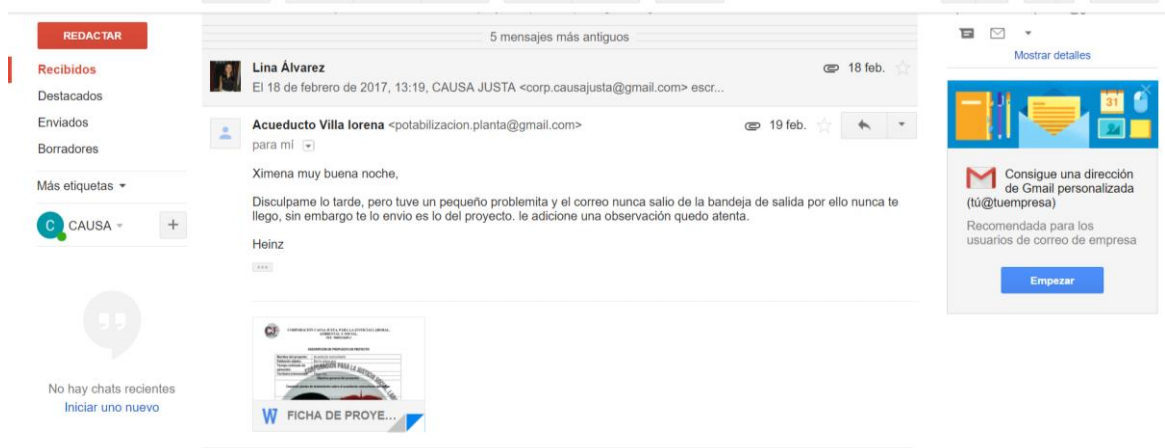 REDACTAR
Recibidos
Destacados
Enviados
Borradores
Más etiquetas
C CAUSA
No hay chats recientes
Iniciar uno nuevo
5 mensajes más antiguos
Lina Álvarez
18 feb.
El 18 de febrero de 2017, 13:19, CAUSA JUSTA <corp.causajusta@gmail.com> escr...
Acueducto Villa lorena <potabilizacion.planta@gmail.com>
19 feb.
para mí
Ximena muy buena noche,
Disculpame lo tarde, pero tuve un pequeño problemita y el correo nunca salio de la bandeja de salida por ello nunca te
llego, sin embargo te lo envio es lo del proyecto. le adicione una observación quedo atenta.
Heinz
W FICHA DE PROYE...
Mostrar detalles
31
Consigue una dirección
de Gmail personalizada
(tú@tuempresa)
Recomendada para los
usuarios de correo de empresa
Empezar